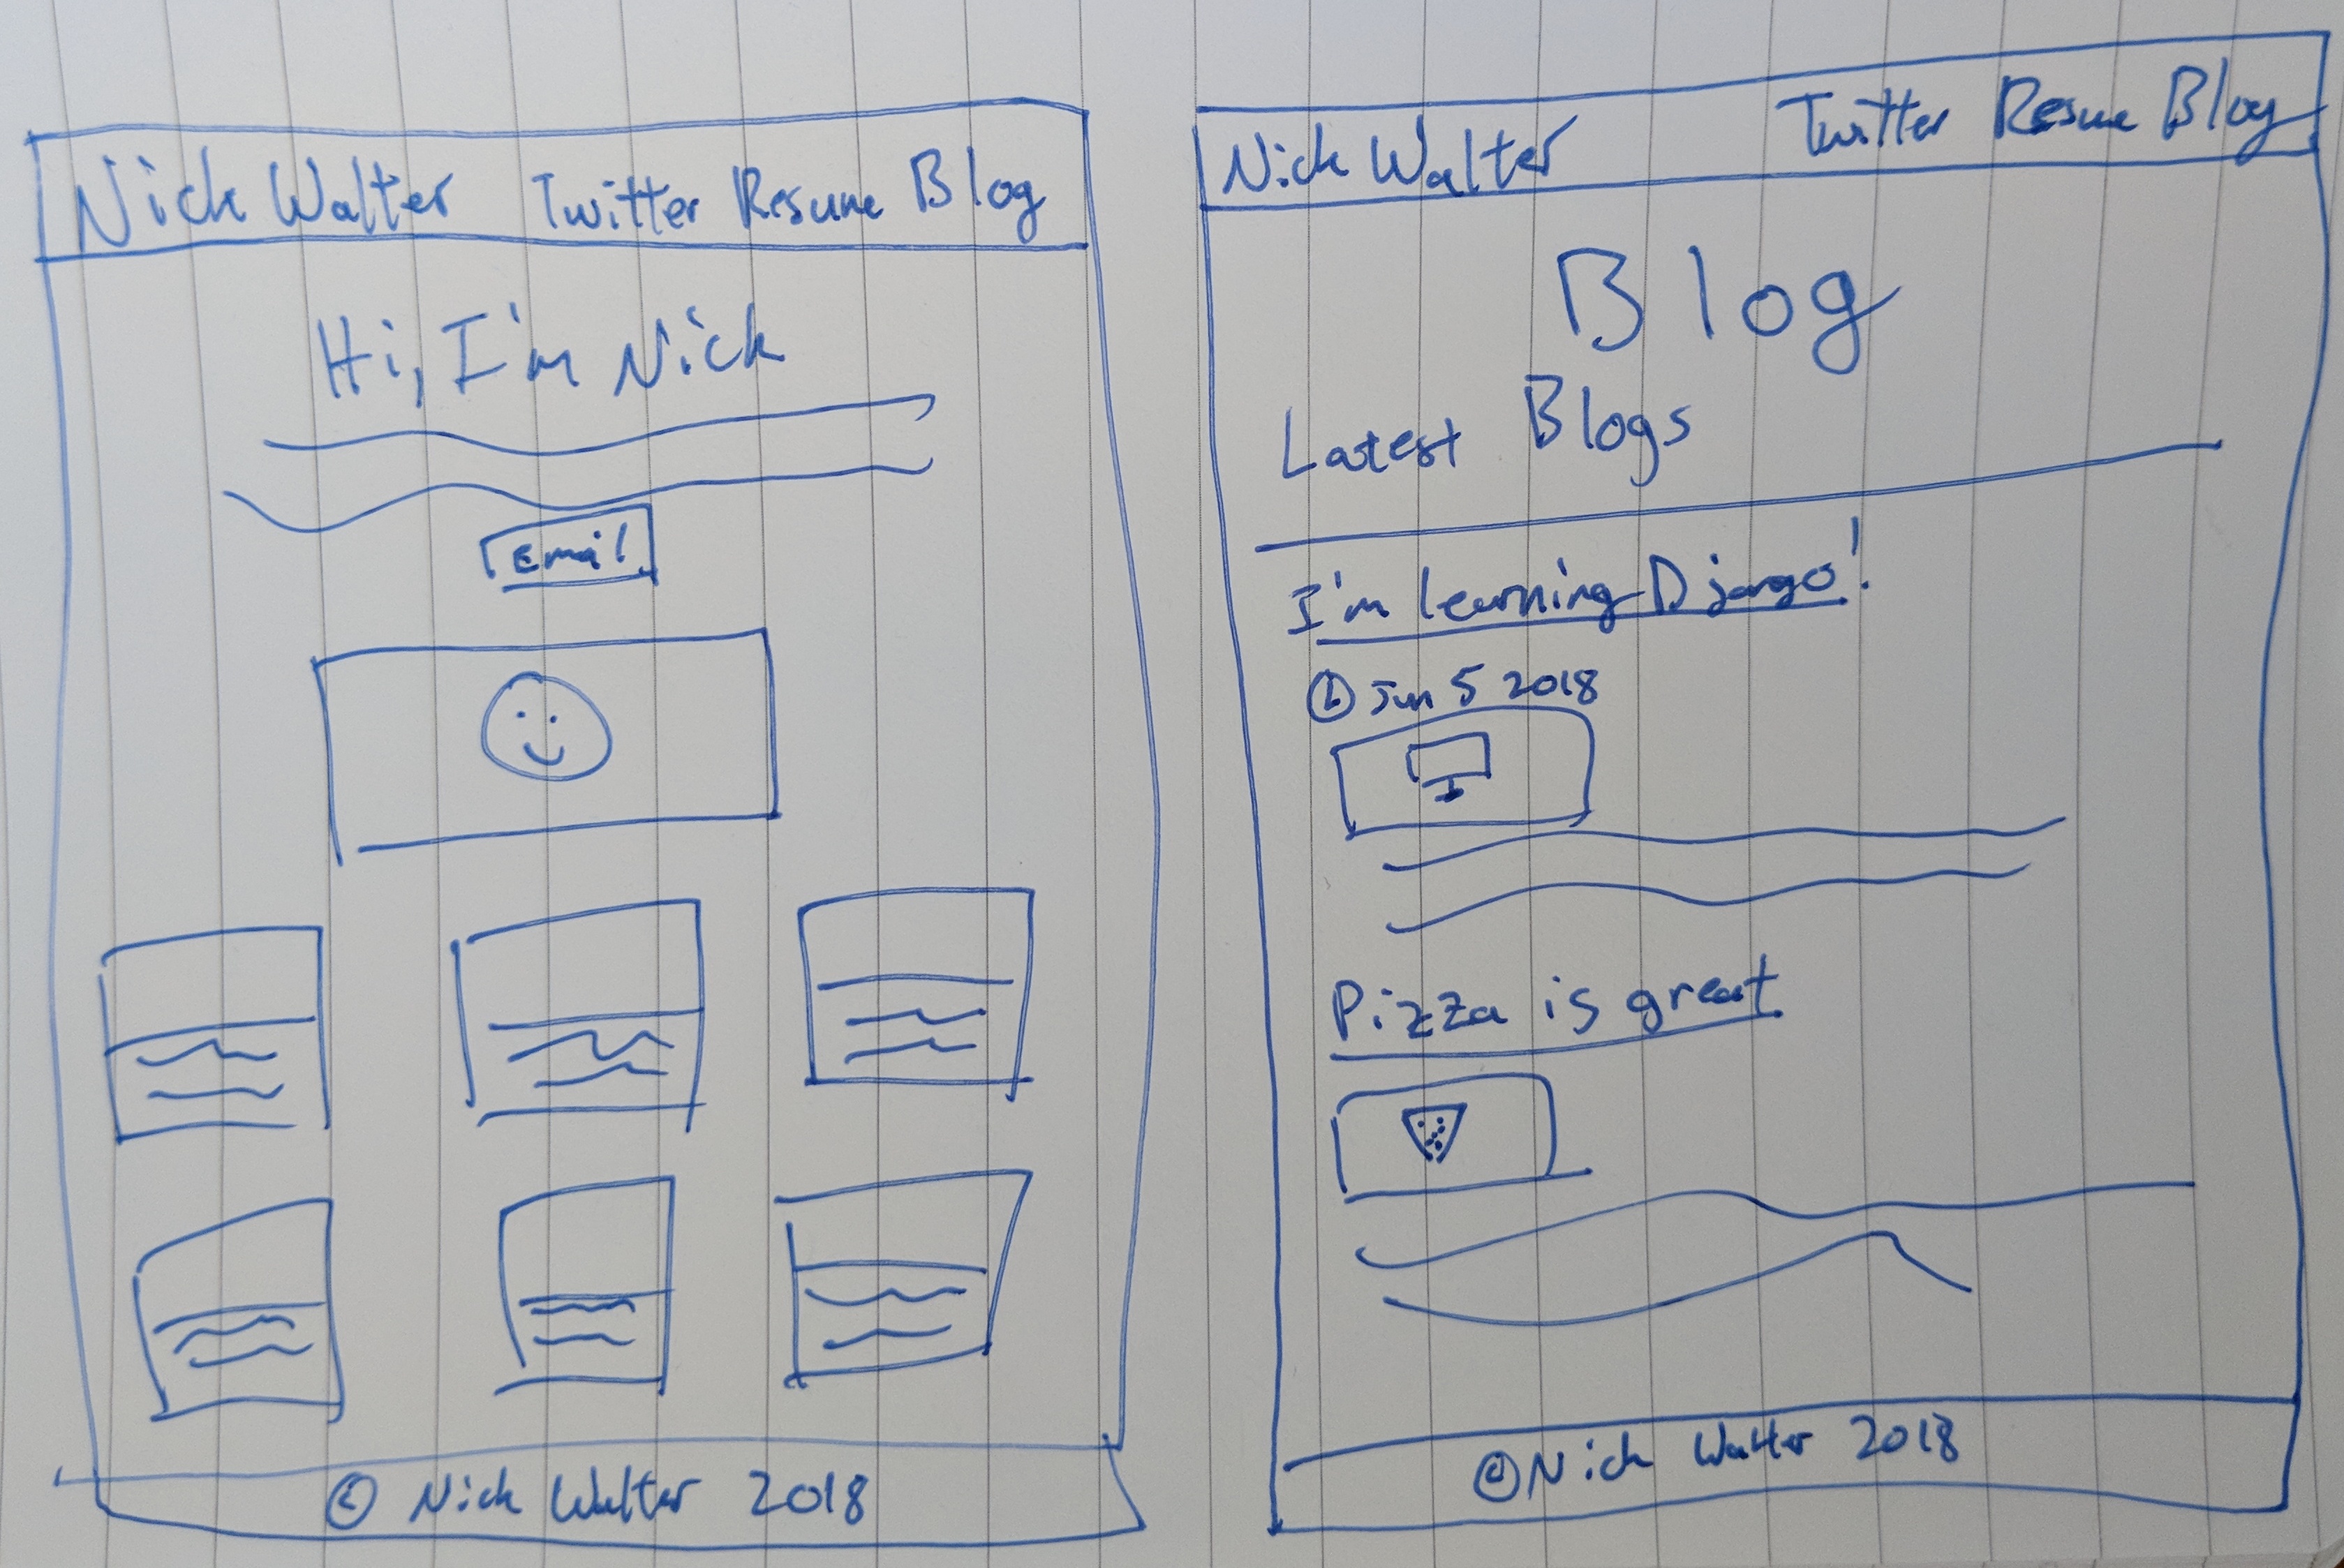 Nick Walter Twitter Resume Blog
Hi, I'm Nick
Email
© Nick Walter 2018
Nick Walter Twitter Resume Blog
Blog
Latest Blogs
I'm learning Django!
Jun 5 2018
Pizza is great
© Nick Walter 2018